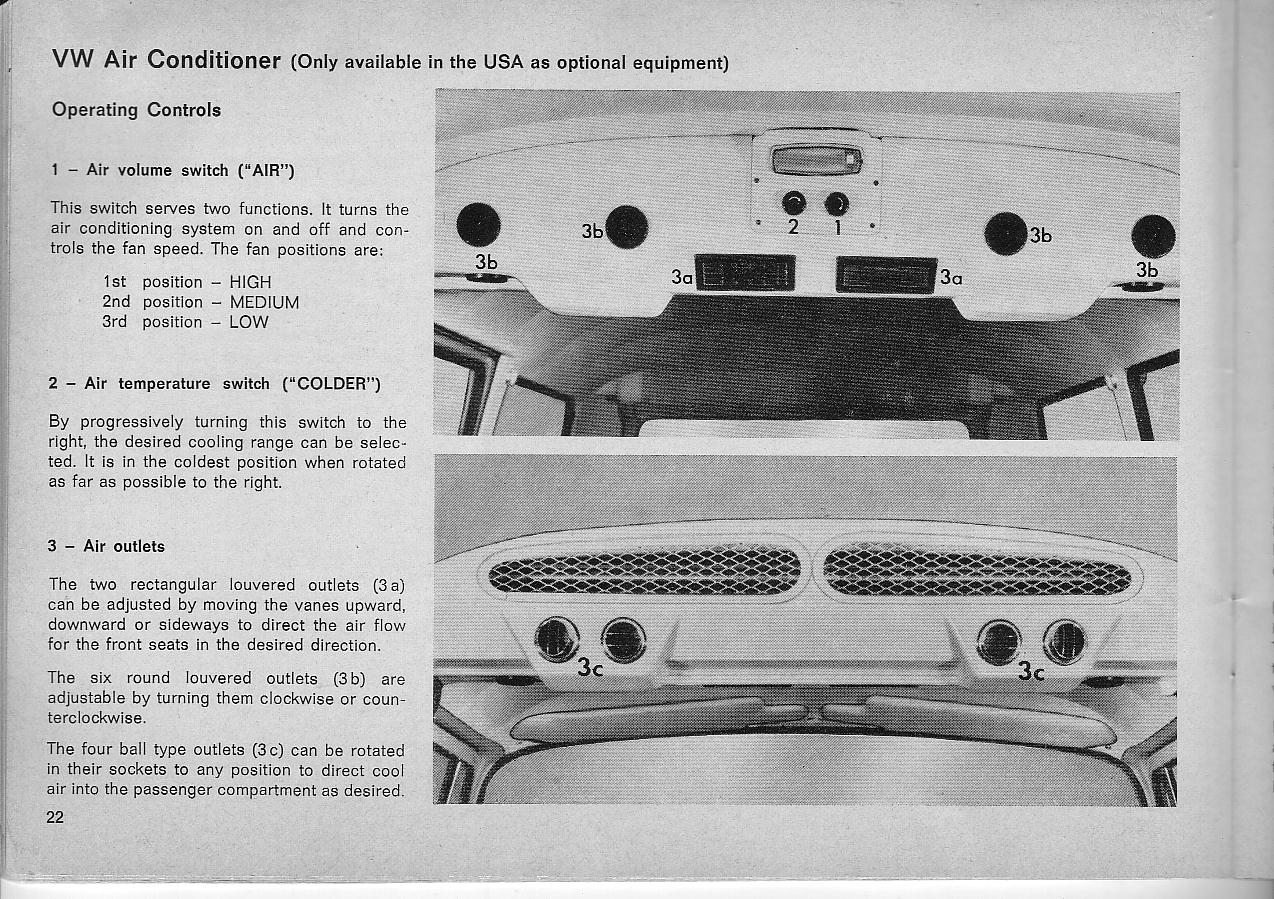 VW Air Conditioner (Only available in the USA as optional equipment)
Operating Controls
1 – Air volume switch (“AIR”)
This switch serves two functions. It turns the
air conditioning system on and off and con-
trols the fan speed. The fan positions are:
1st position – HIGH
2nd position – MEDIUM
3rd position – LOW
2 – Air temperature switch (“COLDER”)
By progressively turning this switch to the
right, the desired cooling range can be selec-
ted. It is in the coldest position when rotated
as far as possible to the right.
3 – Air outlets
The two rectangular louvered outlets (3 a)
can be adjusted by moving the vanes upward,
downward or sideways to direct the air flow
for the front seats in the desired direction.
The six round louvered outlets (3 b) are
adjustable by turning them clockwise or coun-
terclockwise.
The four ball type outlets (3 c) can be rotated
in their sockets to any position to direct cool
air into the passenger compartment as desired.
22
2 1
3b 3b
3b 3b
3a 3a
3c 3c